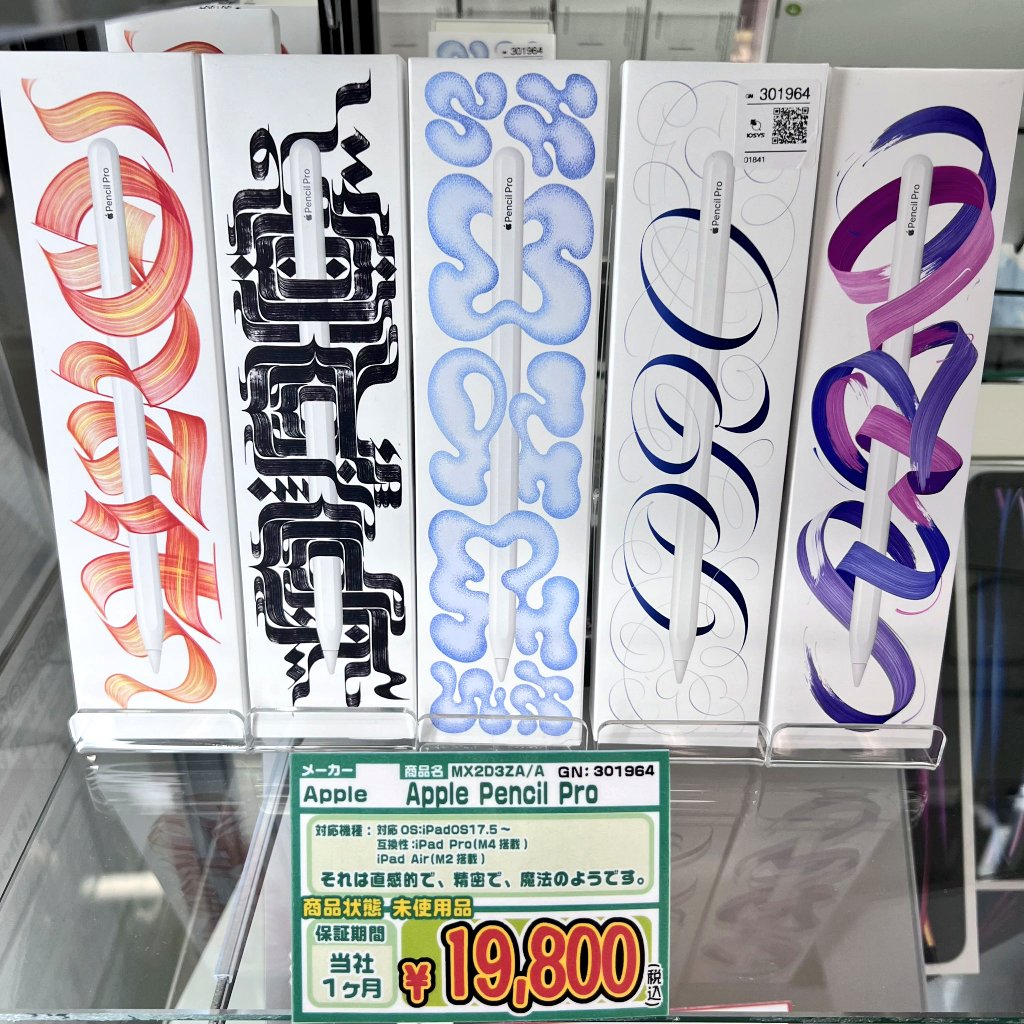 301964
301964
IOSYS
01841
Pencil Pro
Pencil Pro
Pencil Pro
Pencil Pro
Pencil Pro
メーカー 商品名 MX2D3ZA/A GN: 301964
Apple Apple Pencil Pro
対応機種: 対応OS:iPadOS17.5～
互換性:iPad Pro(M4搭載)
iPad Air(M2搭載)
それは直感的で、精密で、魔法のようです。
商品状態 未使用品
保証期間
当社
1ヶ月
¥19,800(税込)